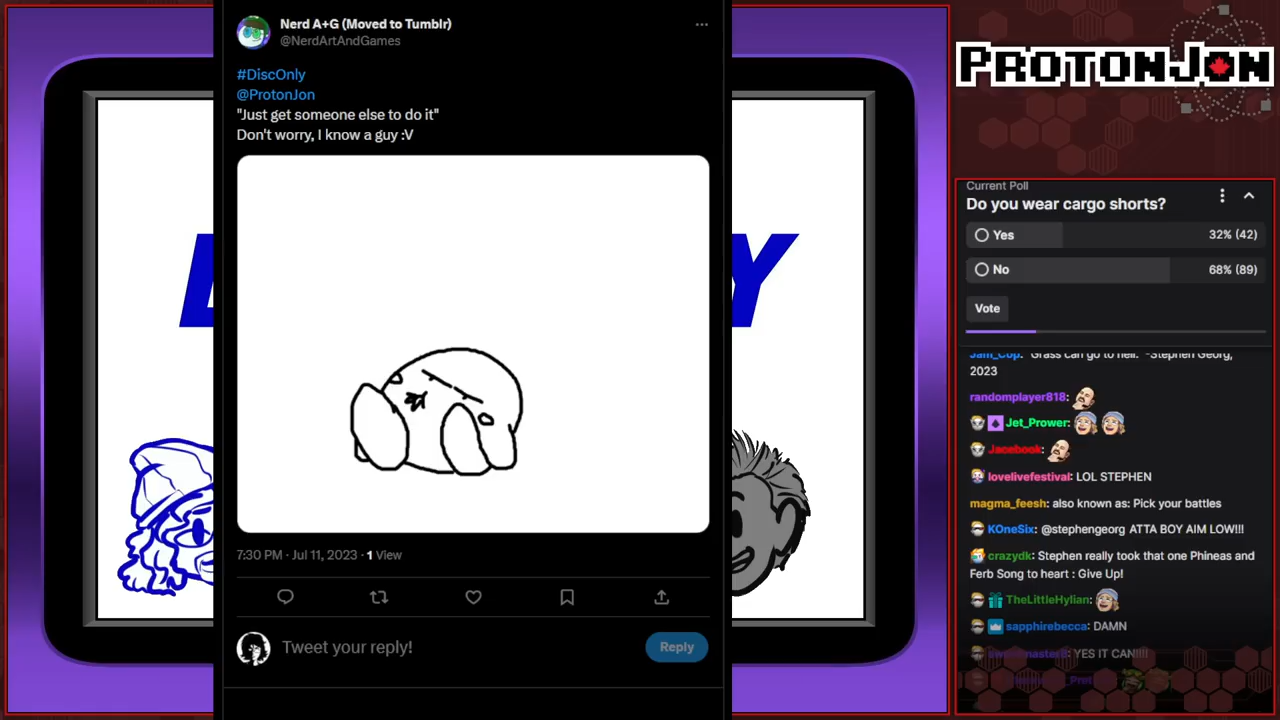 Nerd A+G (Moved to Tumblr)
@NerdArtAndGames
#DiscOnly
@ProtonJon
"Just get someone else to do it"
Don't worry, I know a guy :V
7:30 PM · Jul 11, 2023 · 1 View
Tweet your reply!
Reply
Y
PROTONJON
Current Poll
Do you wear cargo shorts?
Yes 32% (42)
No 68% (89)
Vote
Jam_Cup: "Grass can go to hell." -Stephen Georg,
2023
randomplayer818:
Jet_Prower:
Jacebook:
lovelivefestival: LOL STEPHEN
magma_feesh: also known as: Pick your battles
KOneSix: @stephengeorg ATTA BOY AIM LOW!!!
crazydk: Stephen really took that one Phineas and
Ferb Song to heart : Give Up!
TheLittleHylian:
sapphirebecca: DAMN
YES IT CAN!!!!